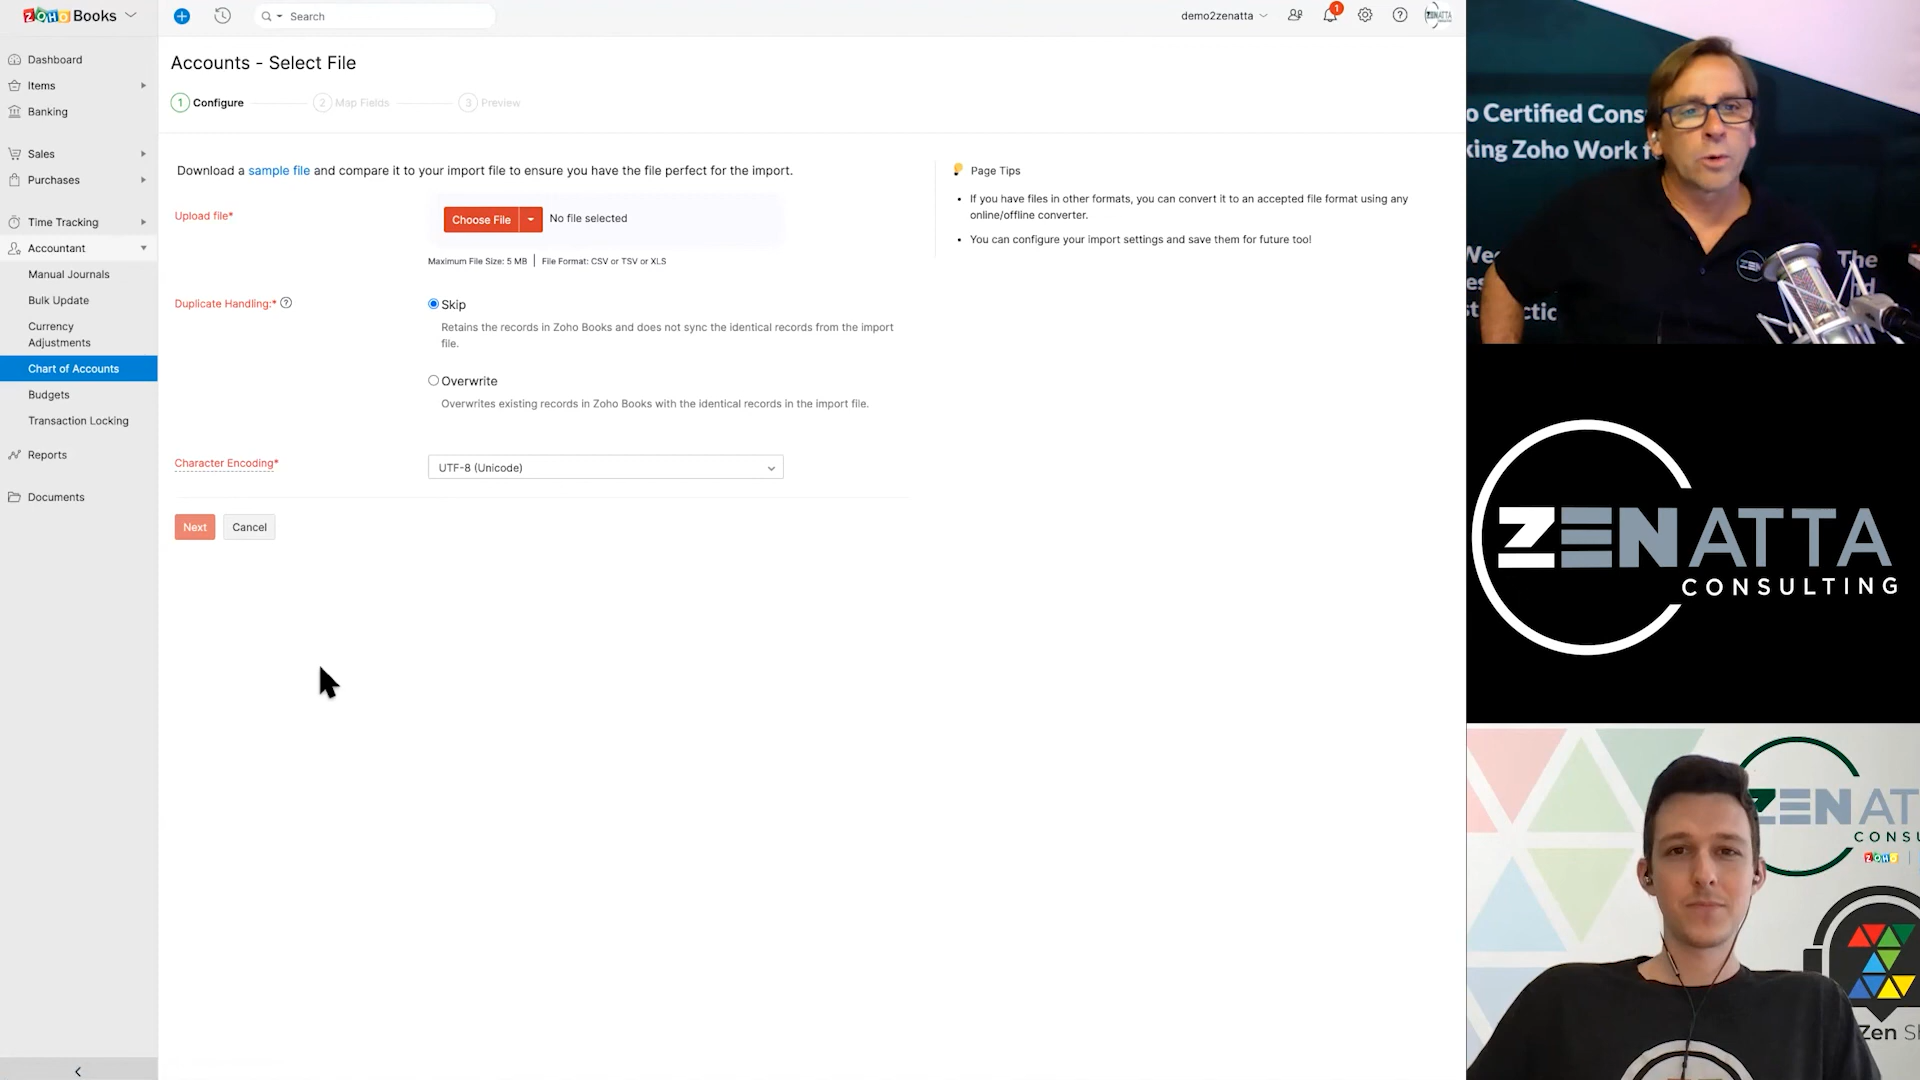 ZOHO Books
Search
demo2zenatta
1
Dashboard
Items
Banking
Sales
Purchases
Time Tracking
Accountant
Manual Journals
Bulk Update
Currency
Adjustments
Chart of Accounts
Budgets
Transaction Locking
Reports
Documents
Accounts - Select File
1 Configure
2 Map Fields
3 Preview
Download a sample file and compare it to your import file to ensure you have the file perfect for the import.
Upload file*
Choose File
No file selected
Maximum File Size: 5 MB | File Format: CSV or TSV or XLS
Duplicate Handling:* ?
Skip
Retains the records in Zoho Books and does not sync the identical records from the import
file.
Overwrite
Overwrites existing records in Zoho Books with the identical records in the import file.
Character Encoding*
UTF-8 (Unicode)
Next
Cancel
Page Tips
• If you have files in other formats, you can convert it to an accepted file format using any
online/offline converter.
• You can configure your import settings and save them for future too!
o Certified Cons
king Zoho Work f
The
ZEN
ZENATTA
CONSULTING
ZENAT
CONSU
ZOHO
Zen Sh